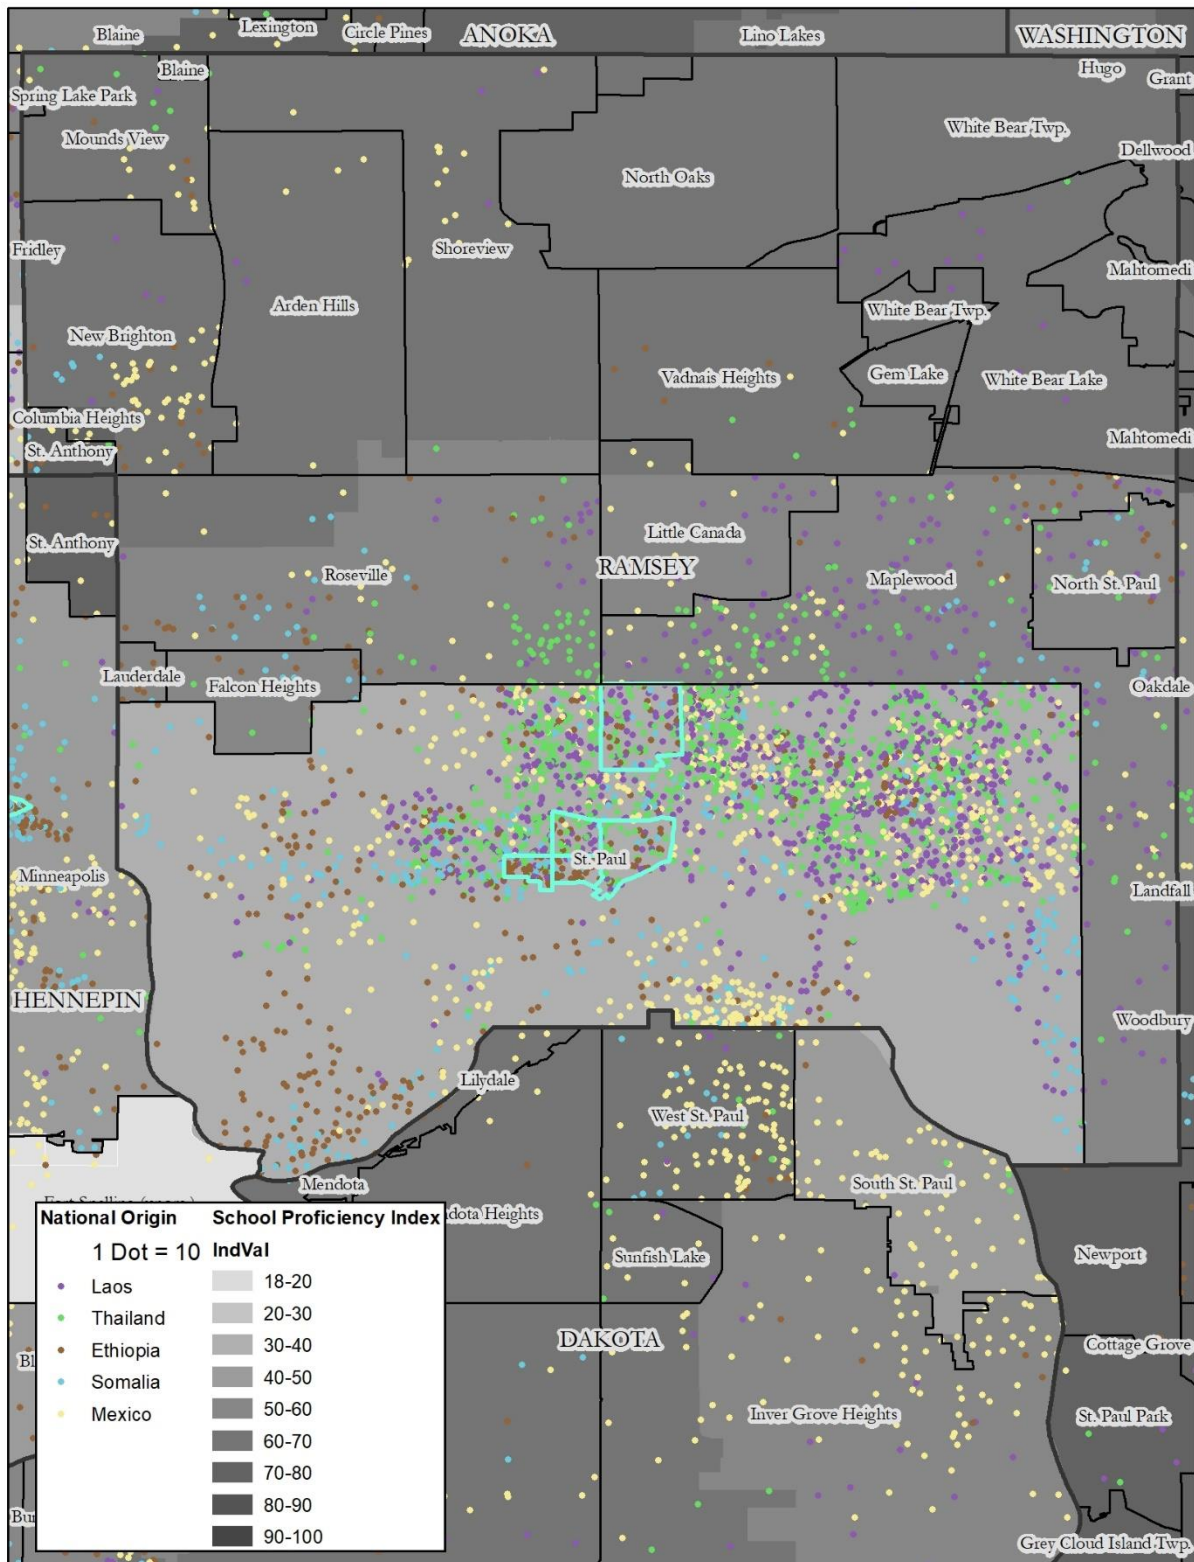 Blaine
Lexington
Circle Pines
ANOKA
Lino Lakes
WASHINGTON
Blaine
Hugo
Grant
Spring Lake Park
Mounds View
White Bear Twp.
Dellwood
North Oaks
Fridley
Shoreview
Mahtomedi
Arden Hills
White Bear Twp.
New Brighton
Vadnais Heights
Gem Lake
White Bear Lake
Columbia Heights
St. Anthony
Mahtomedi
St. Anthony
Little Canada
Roseville
RAMSEY
Maplewood
North St. Paul
Lauderdale
Falcon Heights
Oakdale
St. Paul
Minneapolis
Landfall
HENNEPIN
Woodbury
Lilydale
West St. Paul
Mendota
South St. Paul
dota Heights
Sunfish Lake
Newport
DAKOTA
Cottage Grove
Inver Grove Heights
St. Paul Park
Grey Cloud Island Twp.
Bl
Bur
National Origin
1 Dot = 10
Laos
Thailand
Ethiopia
Somalia
Mexico
School Proficiency Index
IndVal
18-20
20-30
30-40
40-50
50-60
60-70
70-80
80-90
90-100